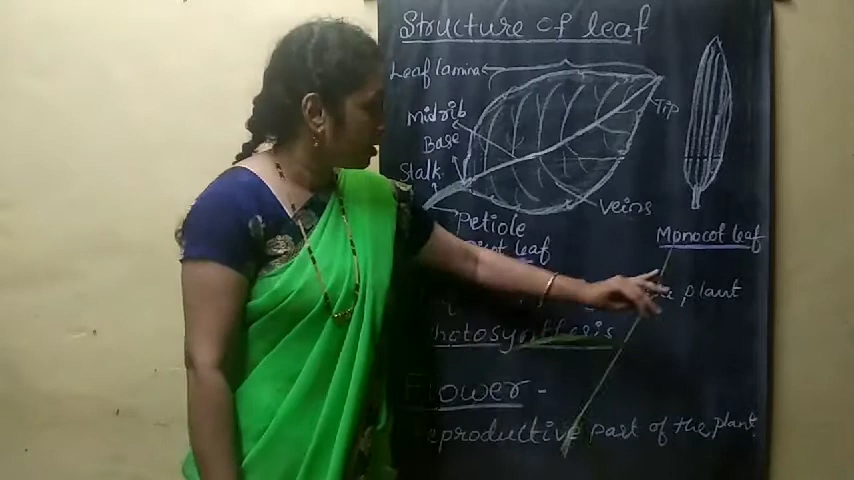 Structure of leaf
Leaf lamina
Midrib
Tip
Base
Stalk
Veins
Petiole
leaf
Monocot leaf
plant
Photosynthesis
Flower -
reproductive part of the plant